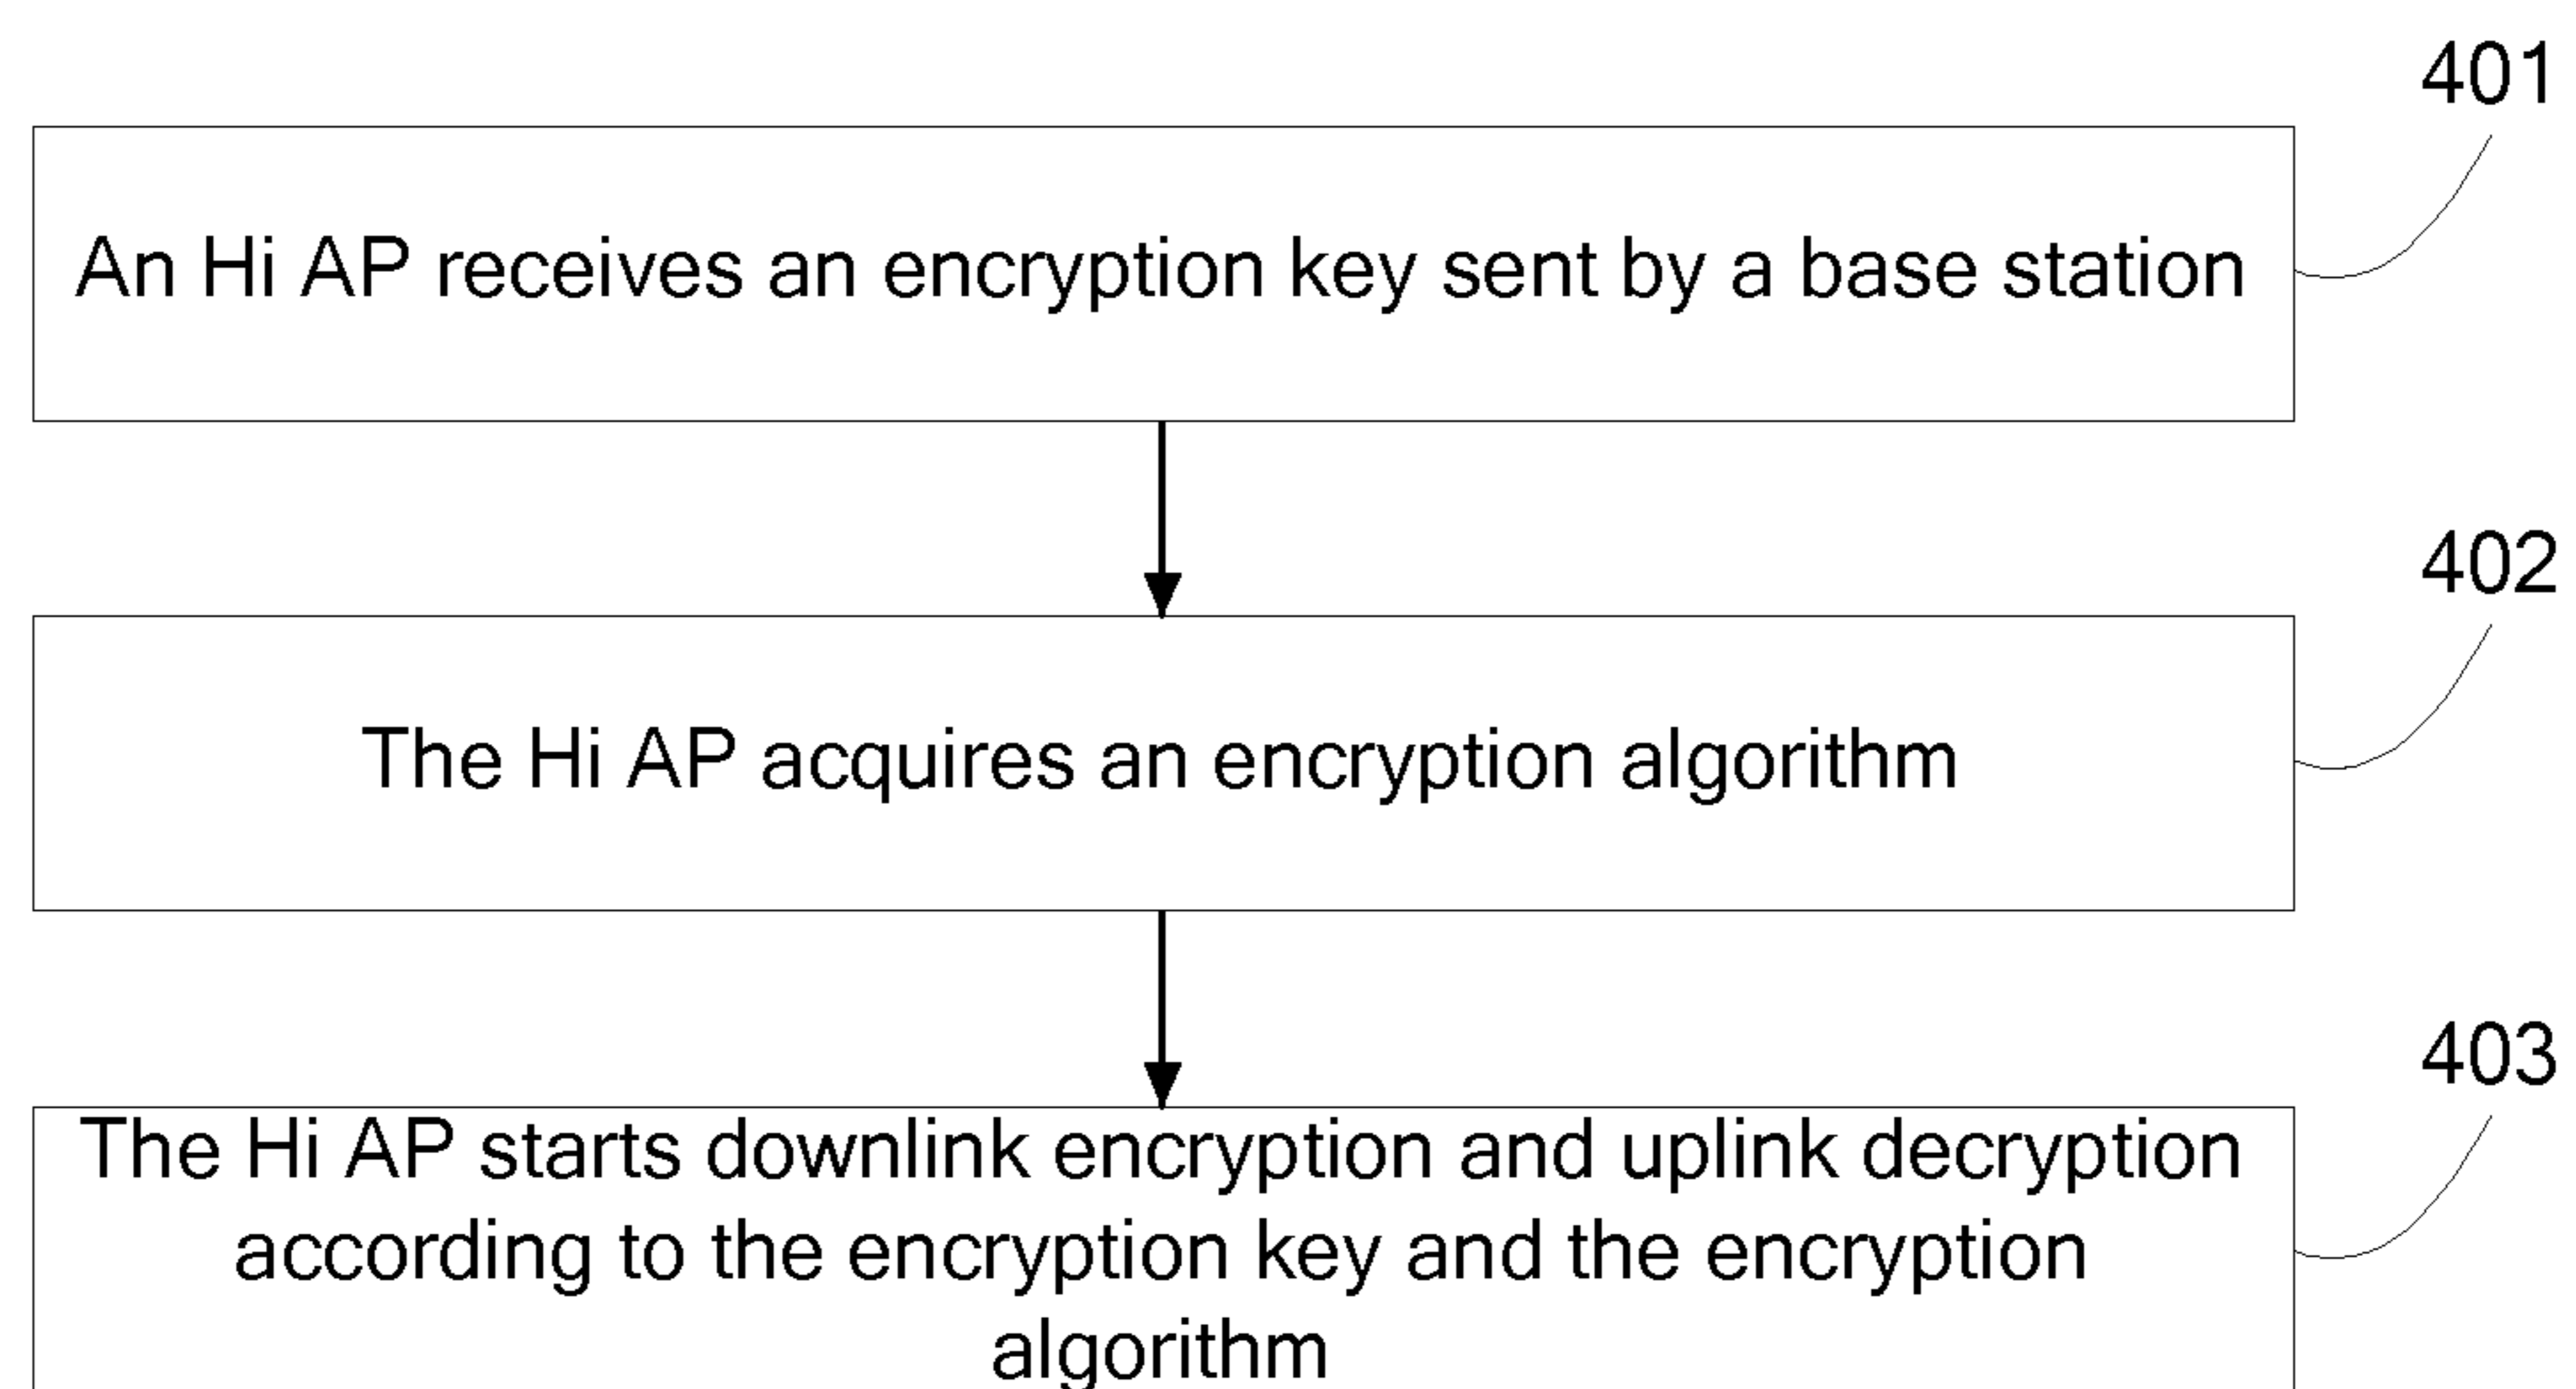 401
An Hi AP receives an encryption key sent by a base station
402
The Hi AP acquires an encryption algorithm
403
The Hi AP starts downlink encryption and uplink decryption
according to the encryption key and the encryption
algorithm